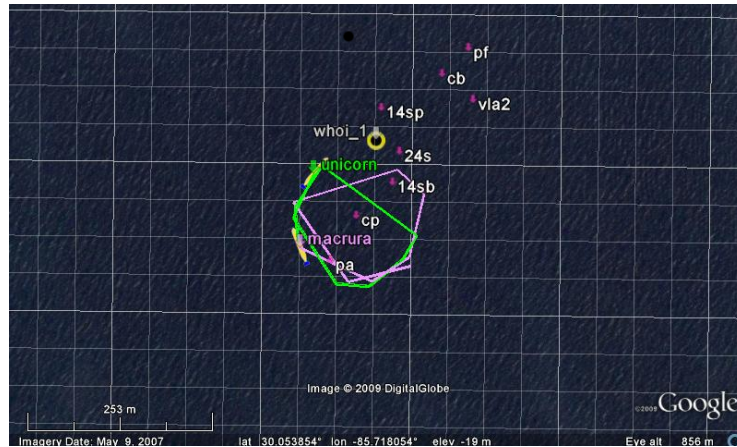 pf
cb
vla2
14sp
whoi_1
24s
unicorn
14sb
cp
macrura
pa
Image © 2009 DigitalGlobe
253 m
©2009 Google
Imagery Date: May 9, 2007 lat 30.053854° lon -85.718054° elev -19 m Eye alt 856 m